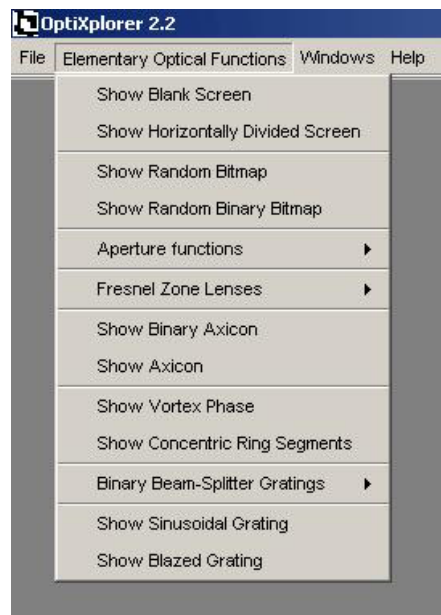 OptiXplorer 2.2
File Elementary Optical Functions Windows Help
Show Blank Screen
Show Horizontally Divided Screen
Show Random Bitmap
Show Random Binary Bitmap
Aperture functions
Fresnel Zone Lenses
Show Binary Axicon
Show Axicon
Show Vortex Phase
Show Concentric Ring Segments
Binary Beam-Splitter Gratings
Show Sinusoidal Grating
Show Blazed Grating